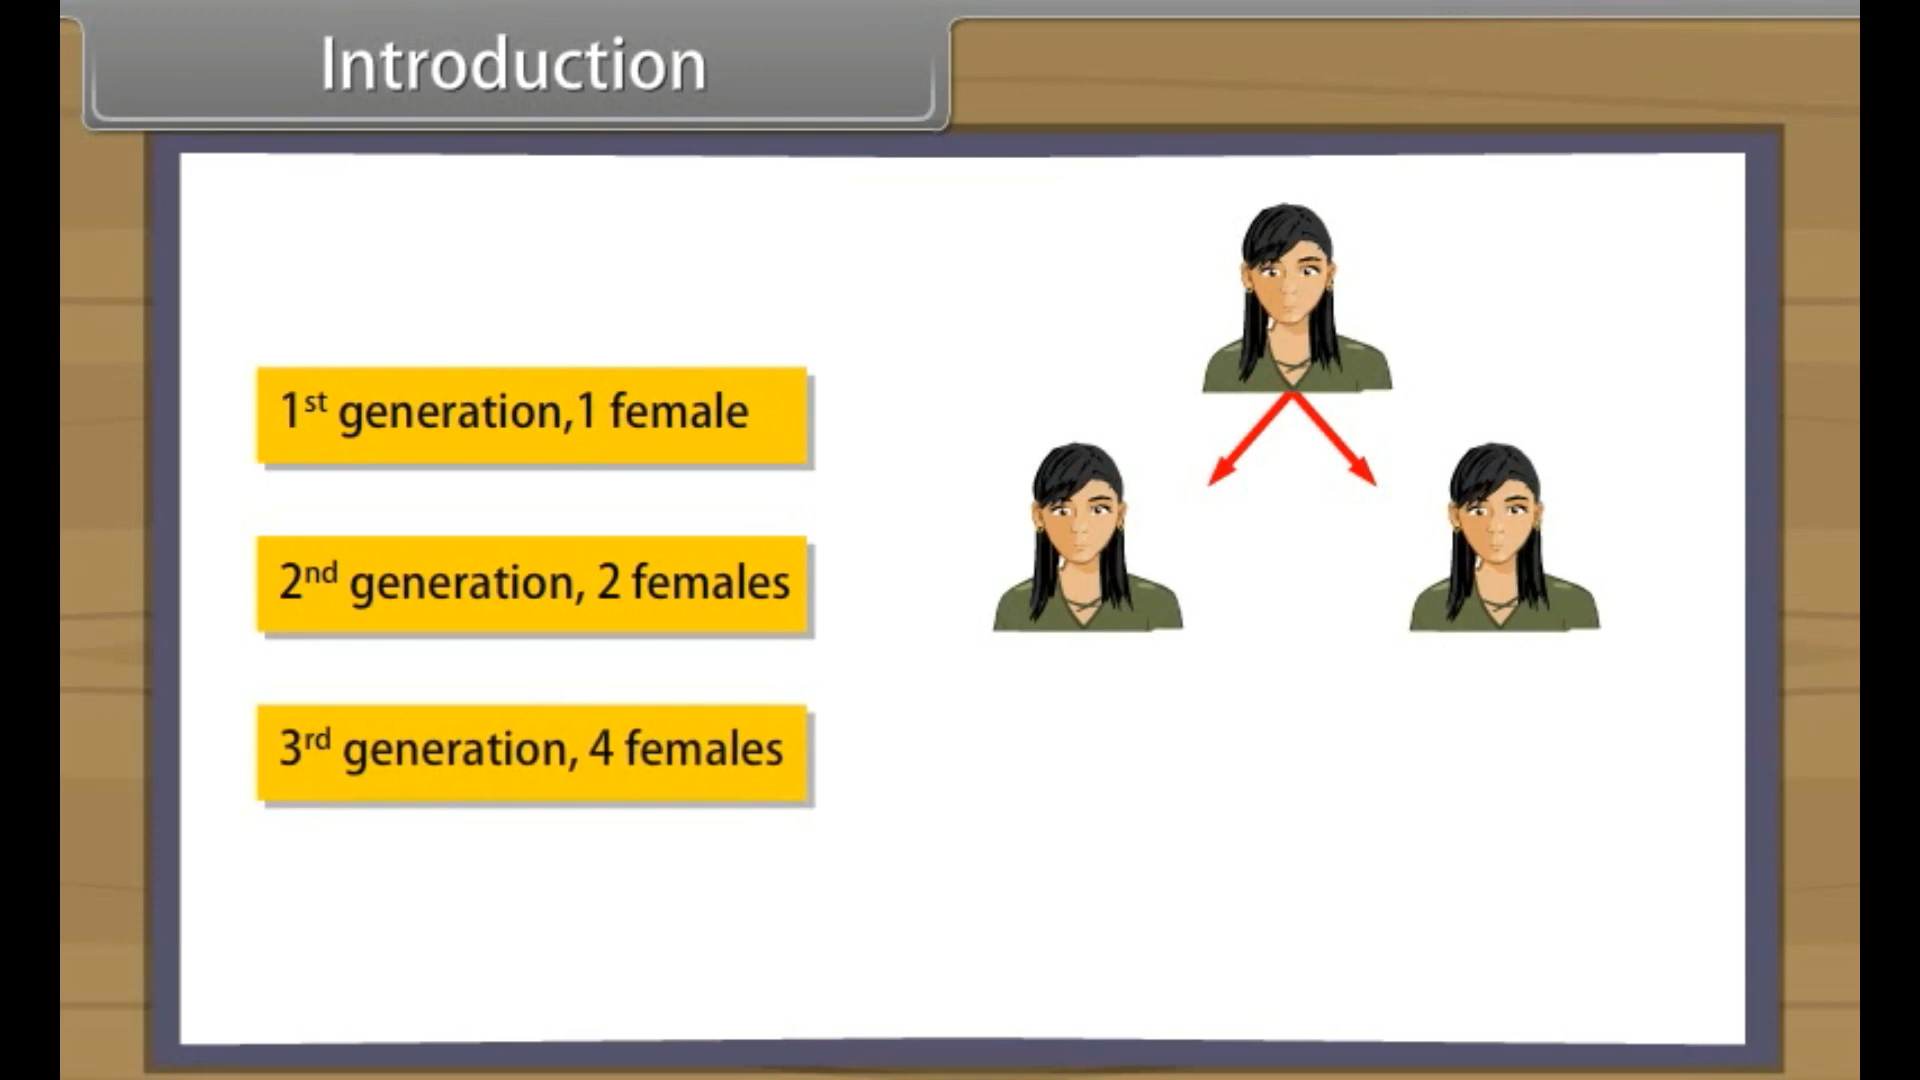 Introduction
1st generation,1 female
2nd generation, 2 females
3rd generation, 4 females